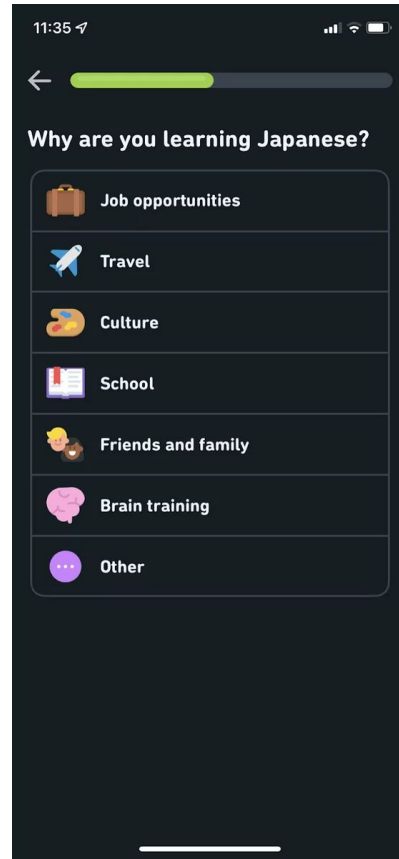 11:35
Why are you learning Japanese?
Job opportunities
Travel
Culture
School
Friends and family
Brain training
Other